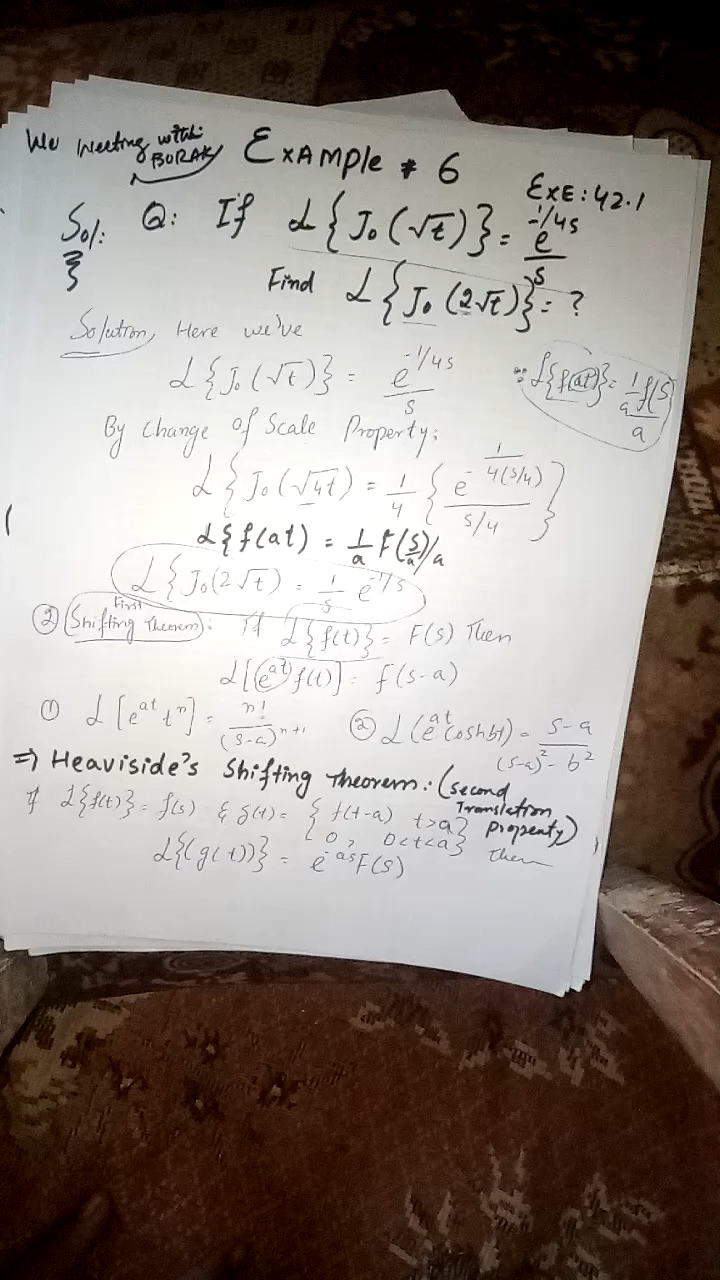 We meeting with BURAK
Example # 6
EXE: 42.1
Sol:
Q: If L{J₀(√t)} = e^(-1/4s)/s
Find L{J₀(2√t)} = ?
Solution, Here we've
L{J₀(√t)} = e^(-1/4s)/s
∵ L{f(at)} = 1/a f(s)/a
By Change of Scale Property:
L{J₀(√4t) = 1/4 {e^(-1/4(s/4))/(s/4)}
L{f(at) = 1/a F(s/a)/a
L{J₀(2√t) = 1/s e^(-1/s)
② First Shifting Theorem: If L{f(t)} = F(s) Then
L[e^(at) f(t)] = f(s-a)
① L[e^(at) t^n] = n!/(s-a)^(n+1) ② L(e^(at) coshbt) = (s-a)/((s-a)² - b²)
⇒ Heaviside's Shifting Theorem: (second Translation Property)
If L{f(t)} = f(s) & g(t) = { f(t-a) t>a
0, 0<t<a } then
L{(g(t))} = e^(-as) F(s)